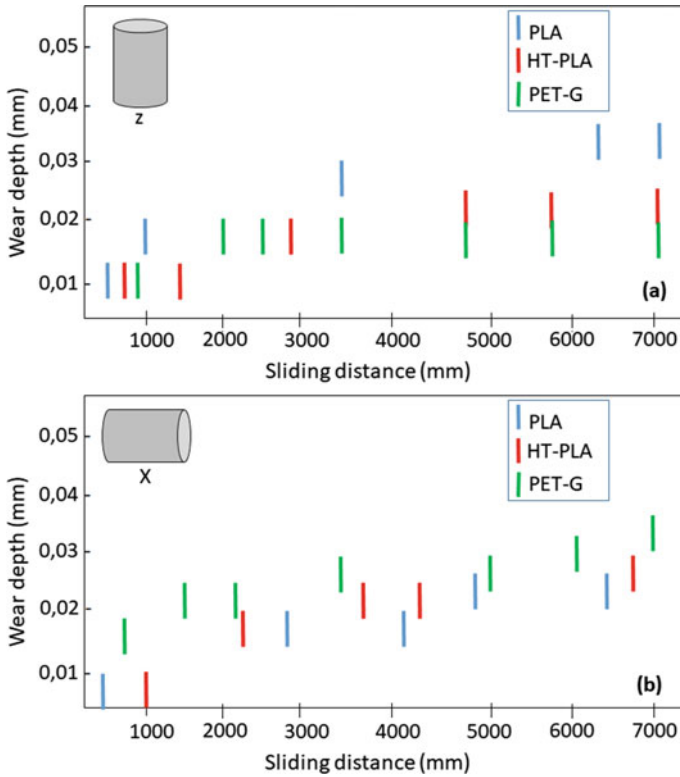 0,05
0,04
0,03
0,02
0,01
Wear depth (mm)
z
PLA
HT-PLA
PET-G
(a)
1000 2000 3000 4000 5000 6000 7000
Sliding distance (mm)
0,05
0,04
0,03
0,02
0,01
Wear depth (mm)
X
PLA
HT-PLA
PET-G
(b)
1000 2000 3000 4000 5000 6000 7000
Sliding distance (mm)